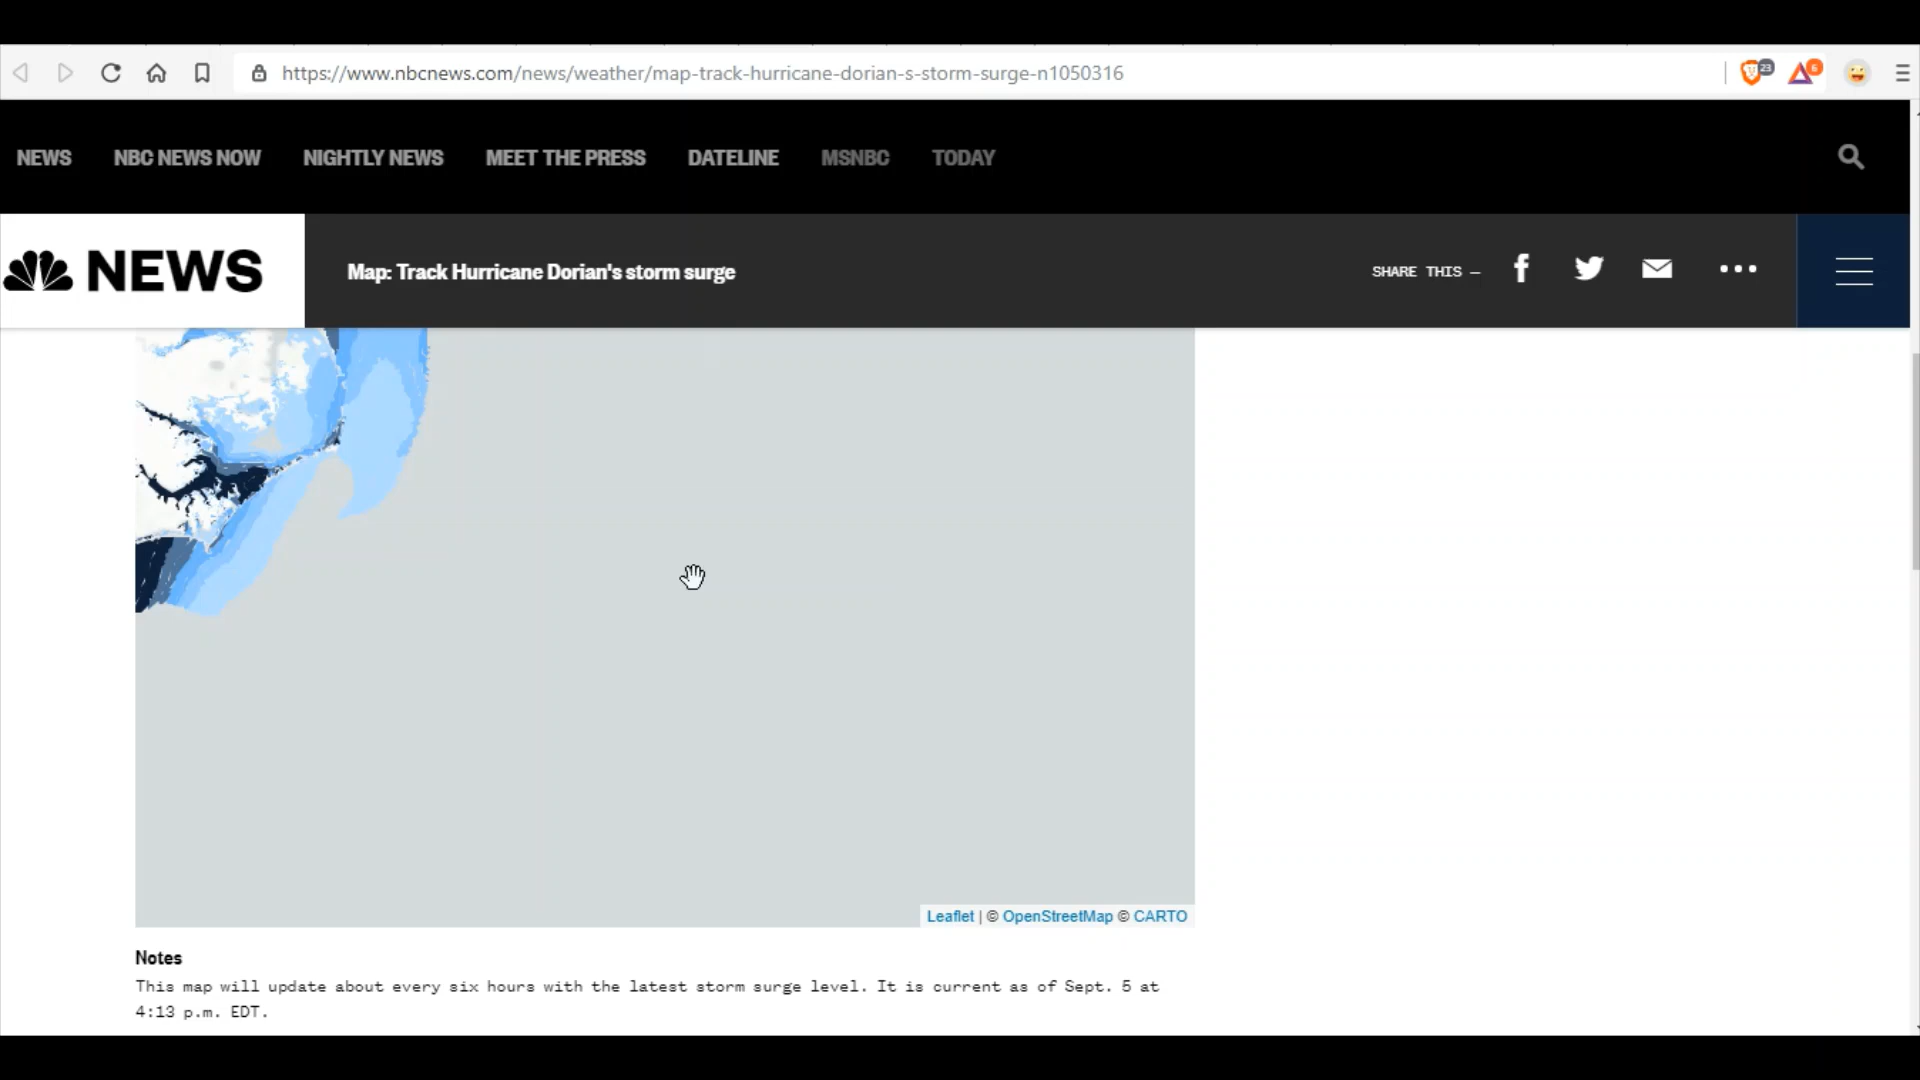 https://www.nbcnews.com/news/weather/map-track-hurricane-dorian-s-storm-surge-n1050316
23
6
NEWS NBC NEWS NOW NIGHTLY NEWS MEET THE PRESS DATELINE MSNBC TODAY
NEWS
Map: Track Hurricane Dorian's storm surge
SHARE THIS —
Leaflet | © OpenStreetMap © CARTO
Notes
This map will update about every six hours with the latest storm surge level. It is current as of Sept. 5 at
4:13 p.m. EDT.